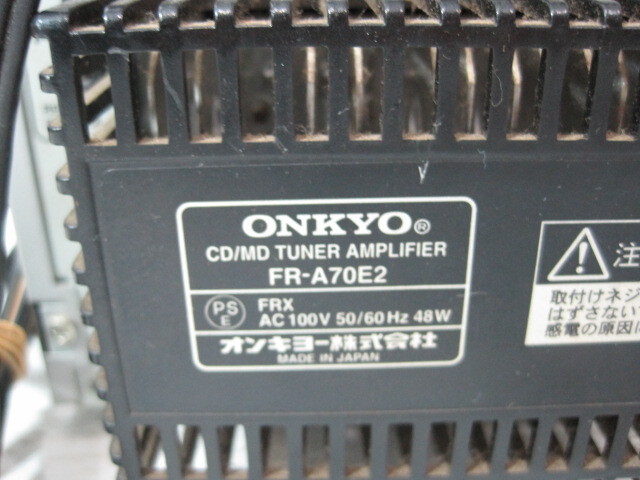 ONKYO®
CD/MD TUNER AMPLIFIER
FR-A70E2
PS
E
FRX
AC 100V 50/60Hz 48W
オンキヨー株式会社
MADE IN JAPAN
注
取付けネジ
はずさない
感電の原因に